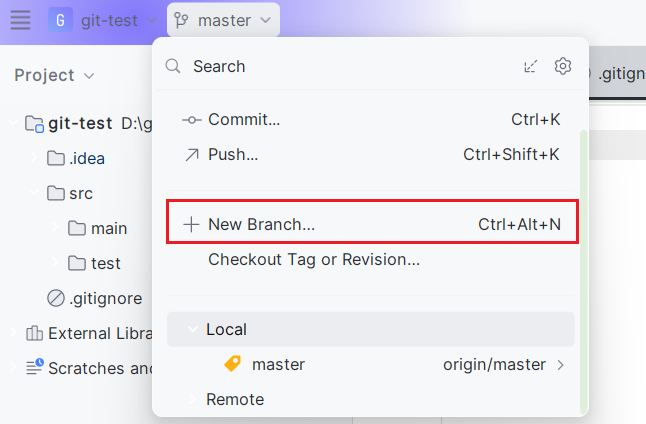 G git-test master
Project
Search
.gitign
git-test D:\g
Commit... Ctrl+K
.idea
Push... Ctrl+Shift+K
src
main
New Branch... Ctrl+Alt+N
test
Checkout Tag or Revision...
.gitignore
External Libra
Local
Scratches and
master origin/master
Remote